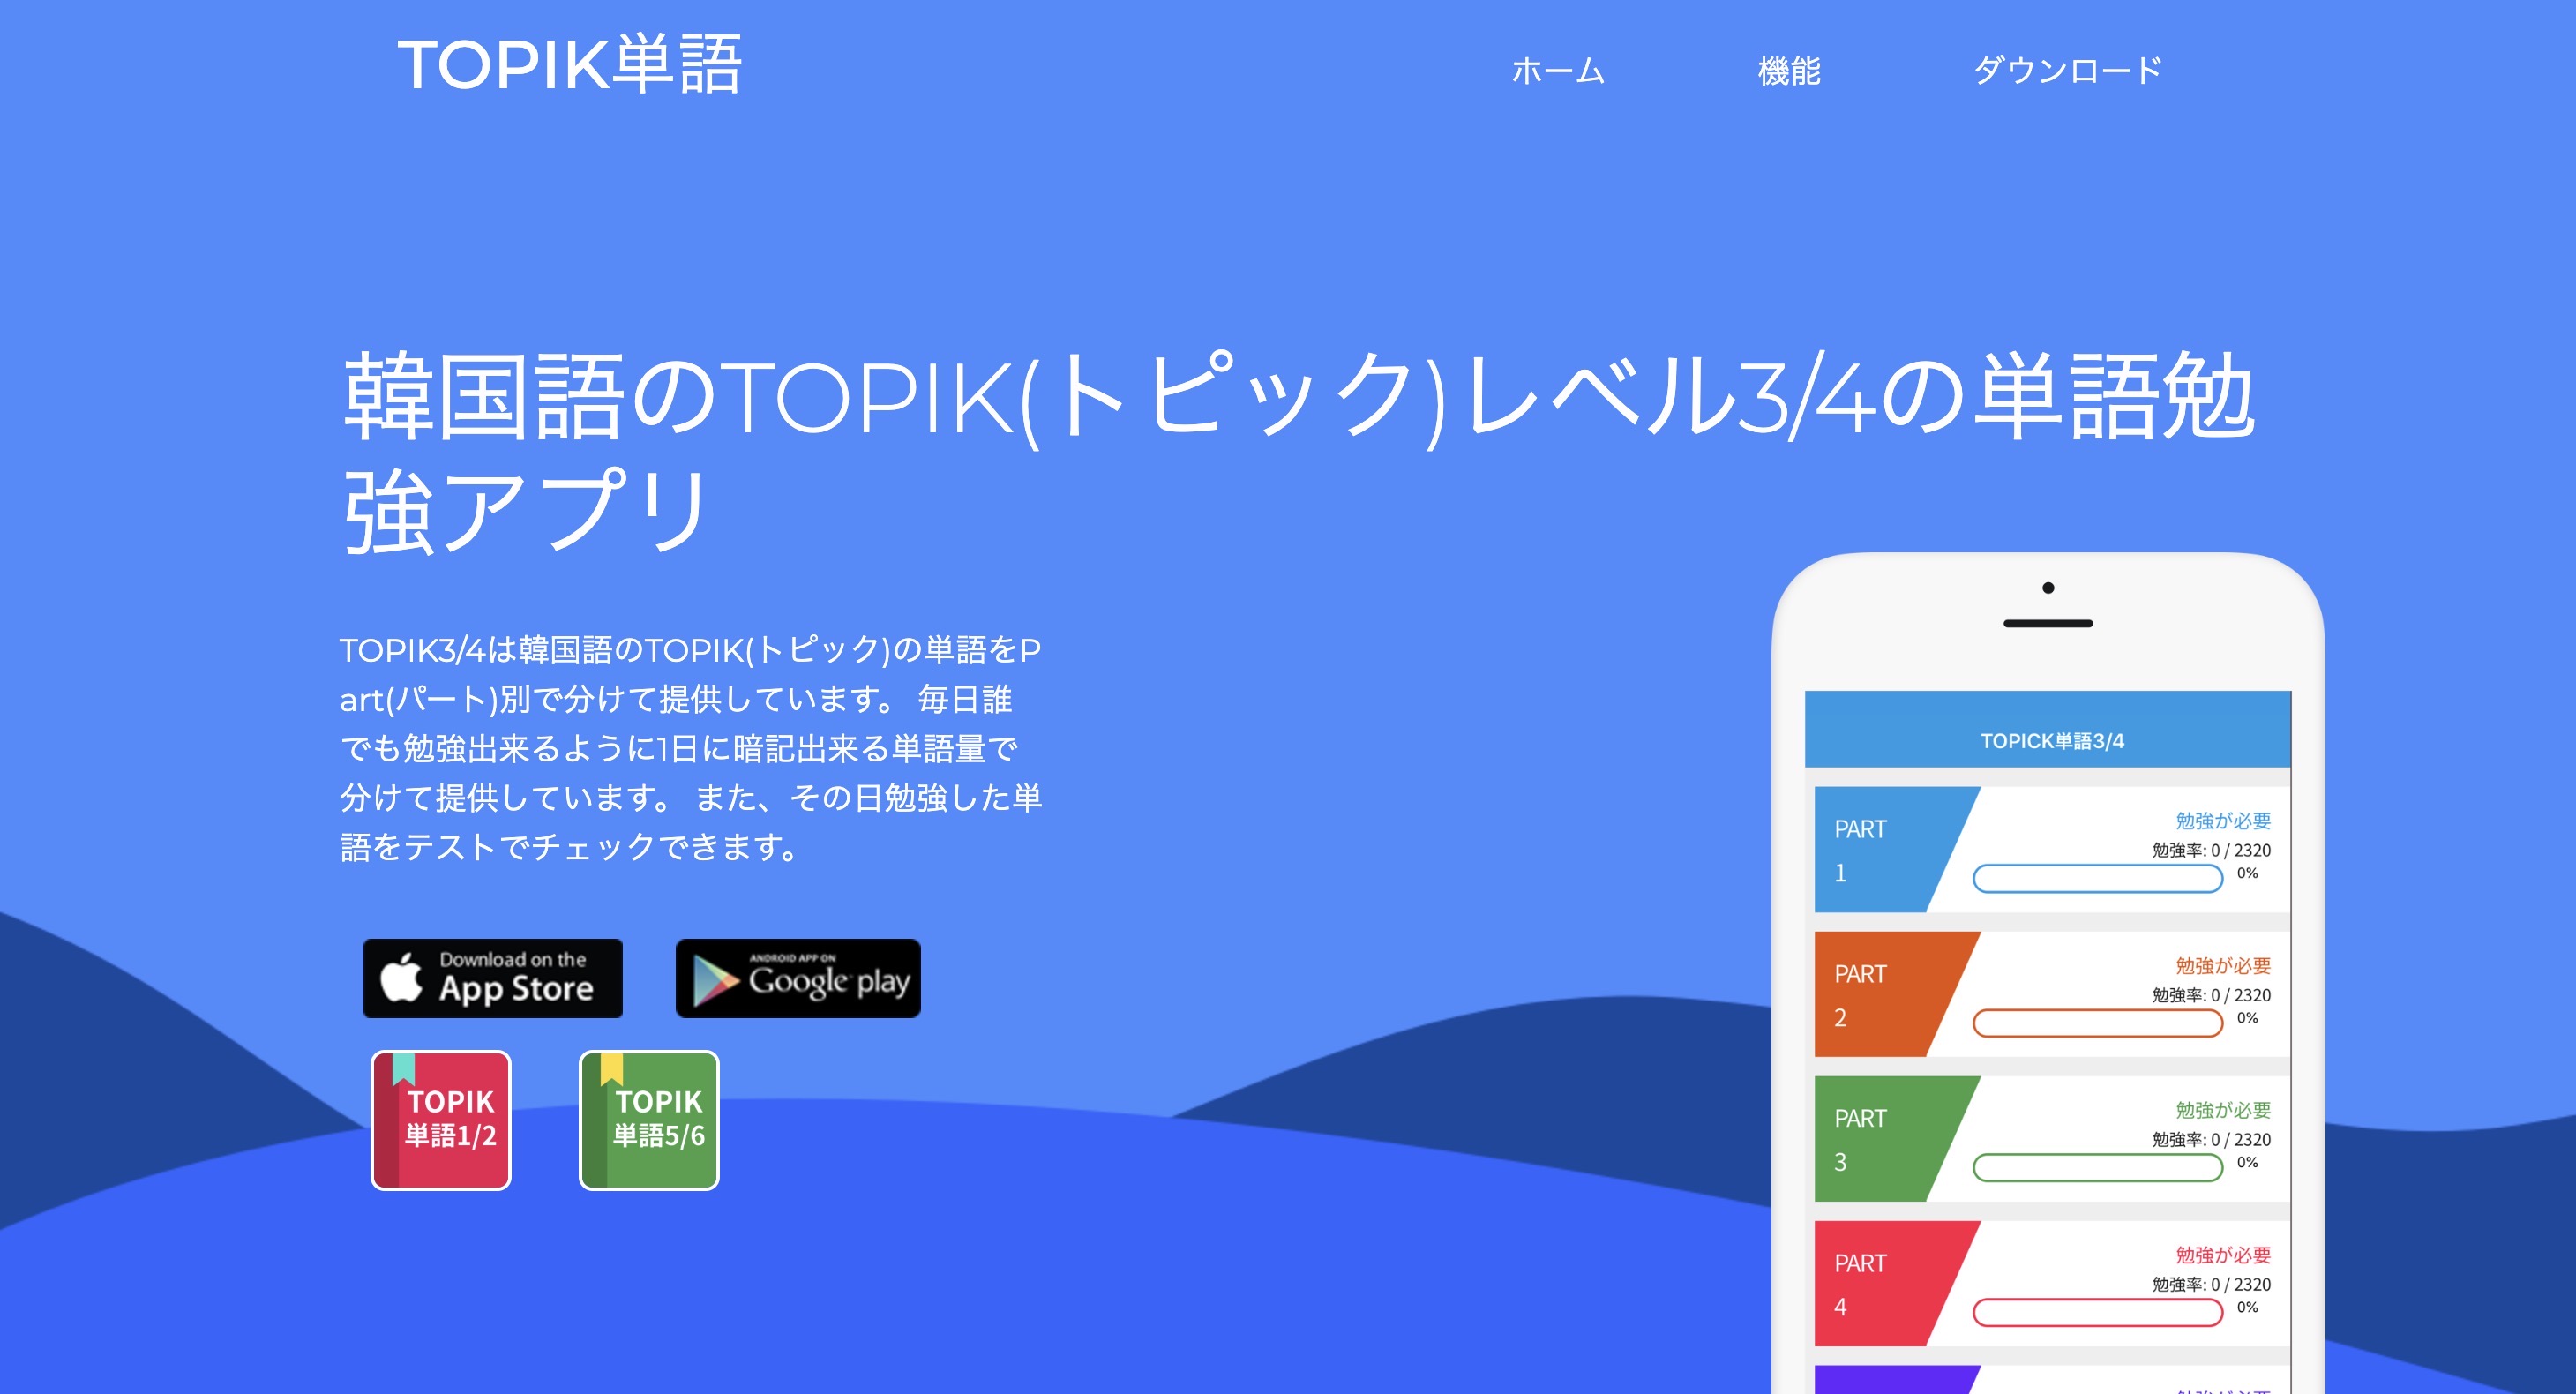 TOPIK単語
ホーム
機能
ダウンロード
韓国語のTOPIK(トピック)レベル3/4の単語勉
強アプリ
TOPIK3/4は韓国語のTOPIK(トピック)の単語をP
art(パート)別で分けて提供しています。 毎日誰
でも勉強出来るように1日に暗記出来る単語量で
分けて提供しています。 また、その日勉強した単
語をテストでチェックできます。
Download on the
App Store
ANDROID APP ON
Google play
TOPIK
単語1/2
TOPIK
単語5/6
TOPICK単語3/4
PART
1
勉強が必要
勉強率: 0 / 2320
0%
PART
2
勉強が必要
勉強率: 0 / 2320
0%
PART
3
勉強が必要
勉強率: 0 / 2320
0%
PART
4
勉強が必要
勉強率: 0 / 2320
0%